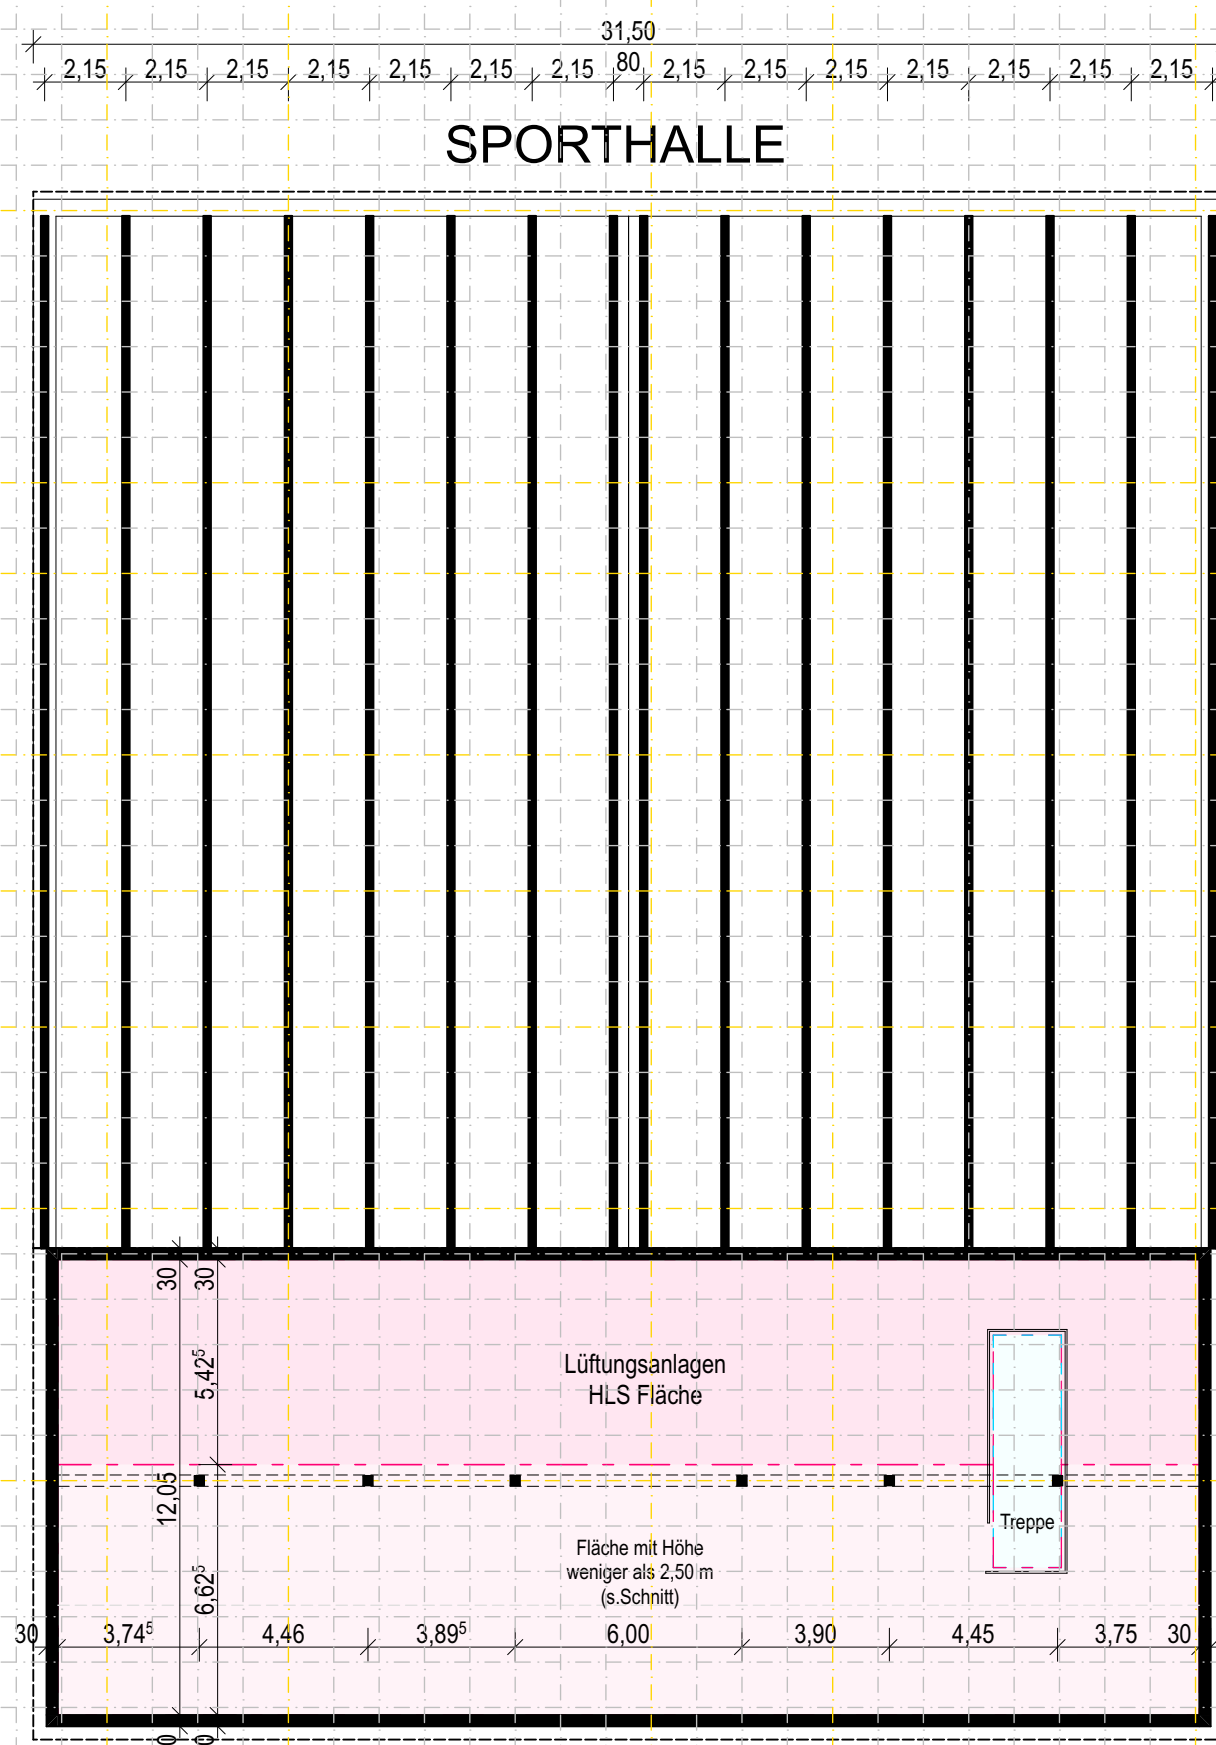 31,50
2,15 2,15 2,15 2,15 2,15 2,15 2,15 80 2,15 2,15 2,15 2,15 2,15 2,15 2,15
SPORTHALLE
30 30
5,42⁵
12,05
6,62⁵
Lüftungsanlagen
HLS Fläche
Treppe
Fläche mit Höhe
weniger als 2,50 m
(s.Schnitt)
30 3,74⁵ 4,46 3,89⁵ 6,00 3,90 4,45 3,75 30
0 0